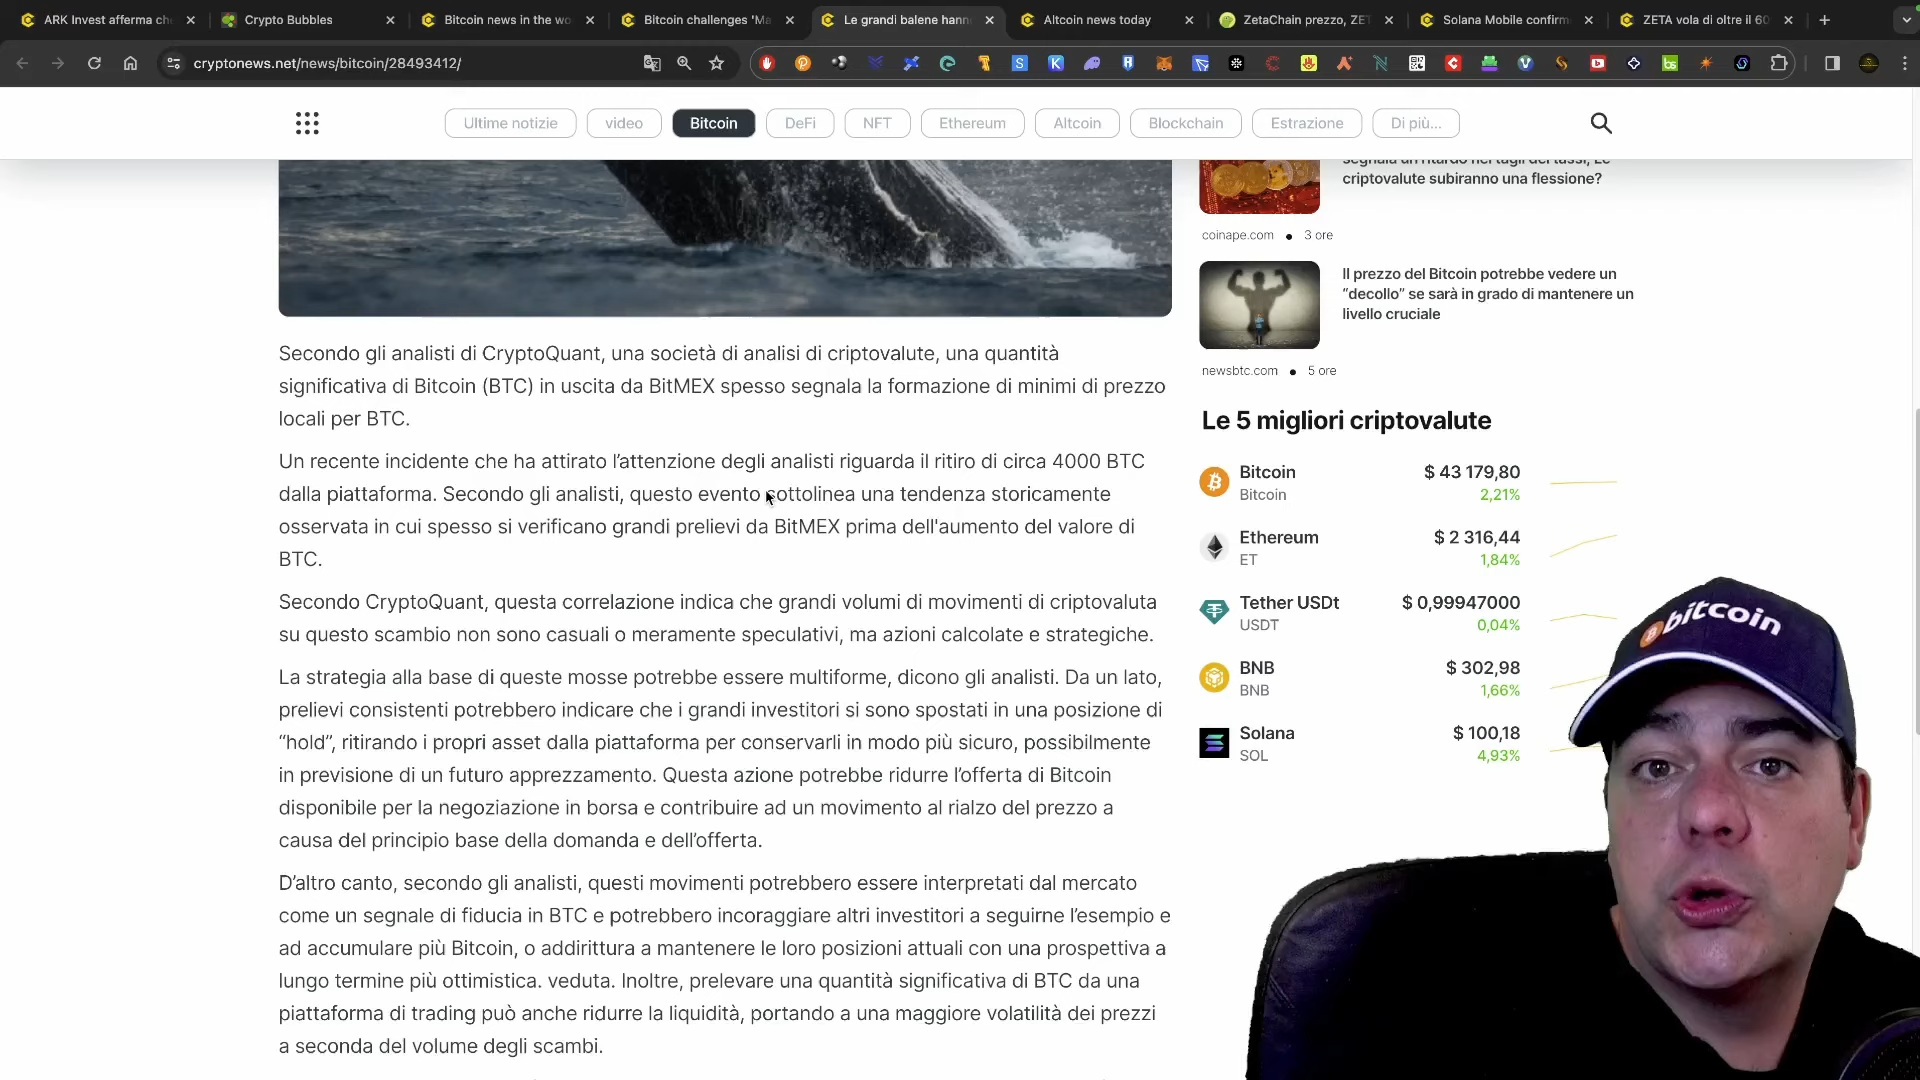 ARK Invest afferma ch
Crypto Bubbles
Bitcoin news in the wo
Bitcoin challenges 'Ma
Le grandi balene hann
Altcoin news today
ZetaChain prezzo, ZET
Solana Mobile confirm
ZETA vola di oltre il 60
cryptonews.net/news/bitcoin/28493412/
Ultime notizie
video
Bitcoin
DeFi
NFT
Ethereum
Altcoin
Blockchain
Estrazione
Di più...
Secondo gli analisti di CryptoQuant, una società di analisi di criptovalute, una quantità
significativa di Bitcoin (BTC) in uscita da BitMEX spesso segnala la formazione di minimi di prezzo
locali per BTC.
Un recente incidente che ha attirato l'attenzione degli analisti riguarda il ritiro di circa 4000 BTC
dalla piattaforma. Secondo gli analisti, questo evento sottolinea una tendenza storicamente
osservata in cui spesso si verificano grandi prelievi da BitMEX prima dell'aumento del valore di
BTC.
Secondo CryptoQuant, questa correlazione indica che grandi volumi di movimenti di criptovaluta
su questo scambio non sono casuali o meramente speculativi, ma azioni calcolate e strategiche.
La strategia alla base di queste mosse potrebbe essere multiforme, dicono gli analisti. Da un lato,
prelievi consistenti potrebbero indicare che i grandi investitori si sono spostati in una posizione di
“hold”, ritirando i propri asset dalla piattaforma per conservarli in modo più sicuro, possibilmente
in previsione di un futuro apprezzamento. Questa azione potrebbe ridurre l'offerta di Bitcoin
disponibile per la negoziazione in borsa e contribuire ad un movimento al rialzo del prezzo a
causa del principio base della domanda e dell'offerta.
D'altro canto, secondo gli analisti, questi movimenti potrebbero essere interpretati dal mercato
come un segnale di fiducia in BTC e potrebbero incoraggiare altri investitori a seguirne l'esempio e
ad accumulare più Bitcoin, o addirittura a mantenere le loro posizioni attuali con una prospettiva a
lungo termine più ottimistica. veduta. Inoltre, prelevare una quantità significativa di BTC da una
piattaforma di trading può anche ridurre la liquidità, portando a una maggiore volatilità dei prezzi
a seconda del volume degli scambi.
segnala un ritardo nei tagli dei tassi, Le
criptovalute subiranno una flessione?
coinape.com ● 3 ore
Il prezzo del Bitcoin potrebbe vedere un
“decollo” se sarà in grado di mantenere un
livello cruciale
newsbtc.com ● 5 ore
Le 5 migliori criptovalute
Bitcoin $ 43 179,80
Bitcoin 2,21%
Ethereum $ 2 316,44
ET 1,84%
Tether USDt $ 0,99947000
USDT 0,04%
BNB $ 302,98
BNB 1,66%
Solana $ 100,18
SOL 4,93%
bitcoin